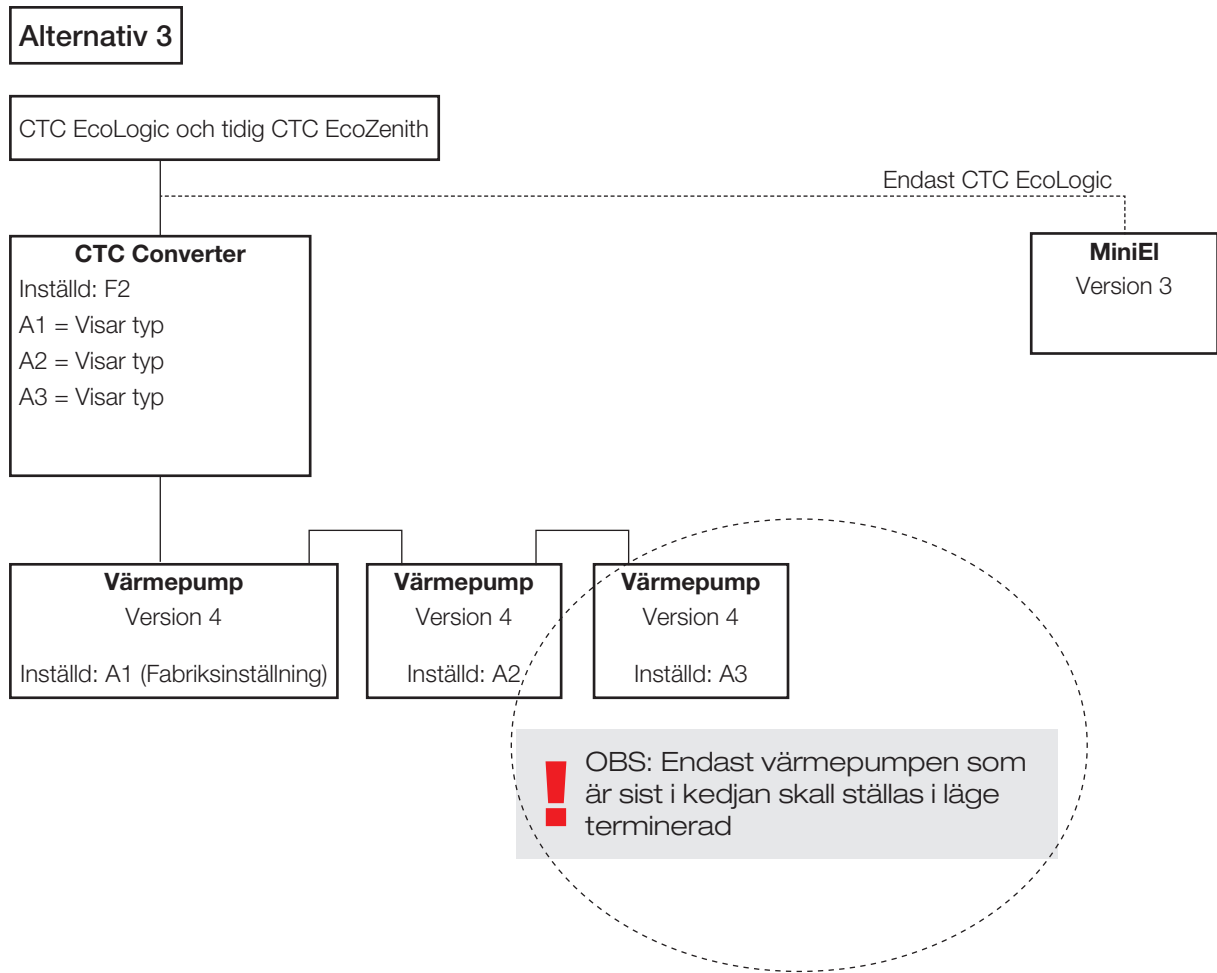 Alternativ 3
CTC EcoLogic och tidig CTC EcoZenith
Endast CTC EcoLogic
CTC Converter
Inställd: F2
A1 = Visar typ
A2 = Visar typ
A3 = Visar typ
MiniEl
Version 3
Värmepump
Version 4
Inställd: A1 (Fabriksinställning)
Värmepump
Version 4
Inställd: A2
Värmepump
Version 4
Inställd: A3
! OBS: Endast värmepumpen som
är sist i kedjan skall ställas i läge
terminerad